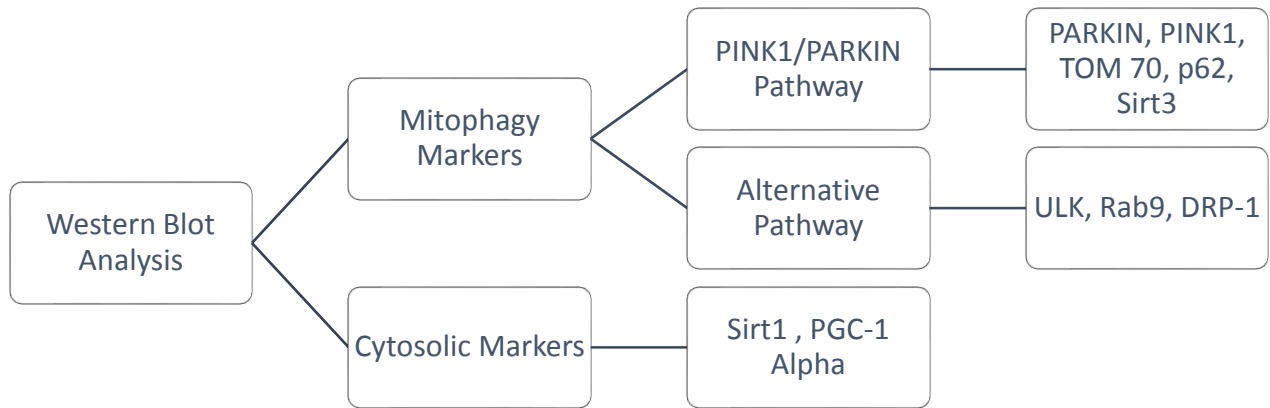 Western Blot
Analysis
Mitophagy
Markers
PINK1/PARKIN
Pathway
PARKIN, PINK1,
TOM 70, p62,
Sirt3
Alternative
Pathway
ULK, Rab9, DRP-1
Cytosolic Markers
Sirt1 , PGC-1
Alpha